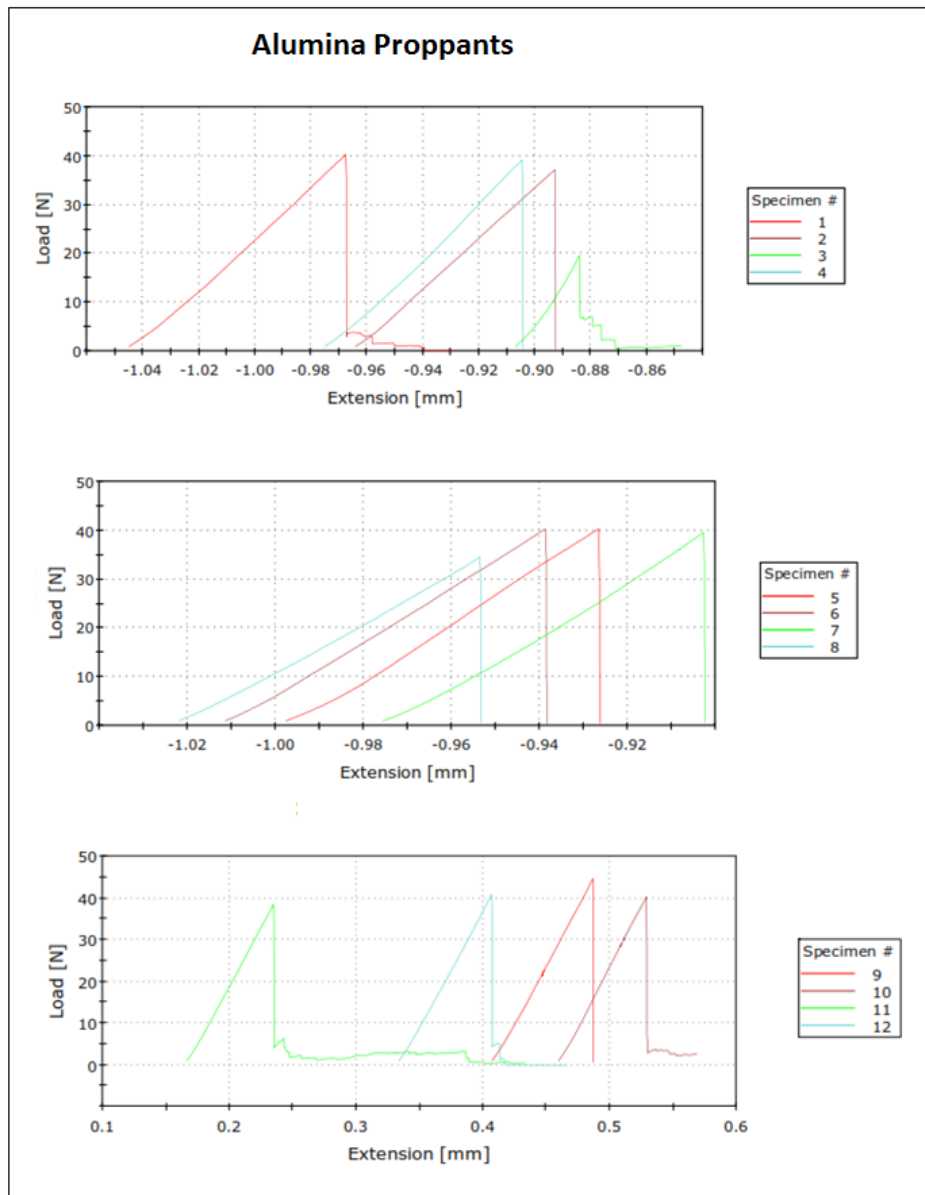 Alumina Proppants
50
40
30
20
10
0
Load [N]
-1.04 -1.02 -1.00 -0.98 -0.96 -0.94 -0.92 -0.90 -0.88 -0.86
Extension [mm]
Specimen #
1
2
3
4
50
40
30
20
10
0
Load [N]
-1.02 -1.00 -0.98 -0.96 -0.94 -0.92
Extension [mm]
Specimen #
5
6
7
8
50
40
30
20
10
0
Load [N]
0.1 0.2 0.3 0.4 0.5 0.6
Extension [mm]
Specimen #
9
10
11
12